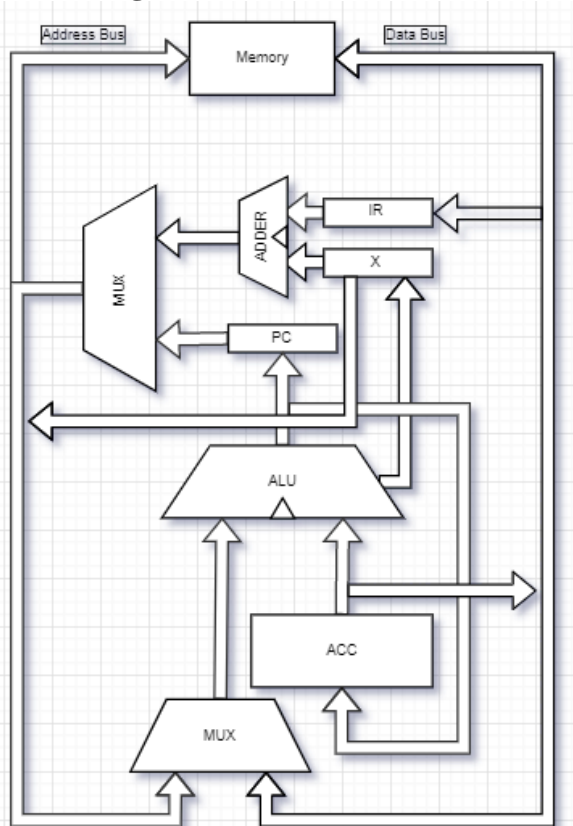 Address Bus
Memory
Data Bus
IR
ADDER
X
MUX
PC
ALU
ACC
MUX